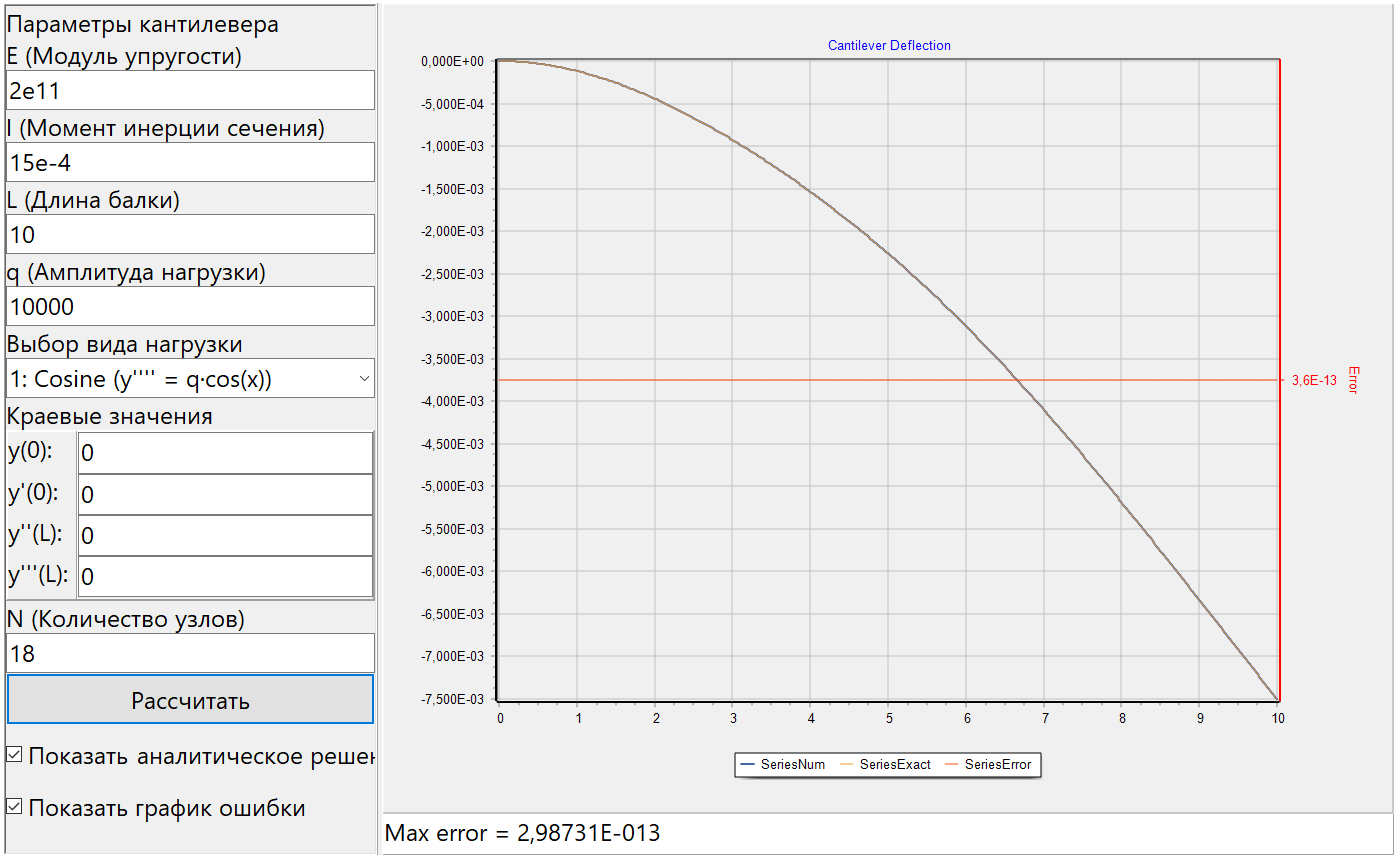 Параметры кантилевера
E (Модуль упругости)
2e11
I (Момент инерции сечения)
15e-4
L (Длина балки)
10
q (Амплитуда нагрузки)
10000
Выбор вида нагрузки
1: Cosine (y'''' = q·cos(x))
Краевые значения
y(0): 0
y'(0): 0
y''(L): 0
y'''(L): 0
N (Количество узлов)
18
Рассчитать
Показать аналитическое решен
Показать график ошибки
Cantilever Deflection
0,000E+00
-5,000E-04
-1,000E-03
-1,500E-03
-2,000E-03
-2,500E-03
-3,000E-03
-3,500E-03
-4,000E-03
-4,500E-03
-5,000E-03
-5,500E-03
-6,000E-03
-6,500E-03
-7,000E-03
-7,500E-03
0 1 2 3 4 5 6 7 8 9 10
3,6E-13
Error
SeriesNum SeriesExact SeriesError
Max error = 2,98731E-013